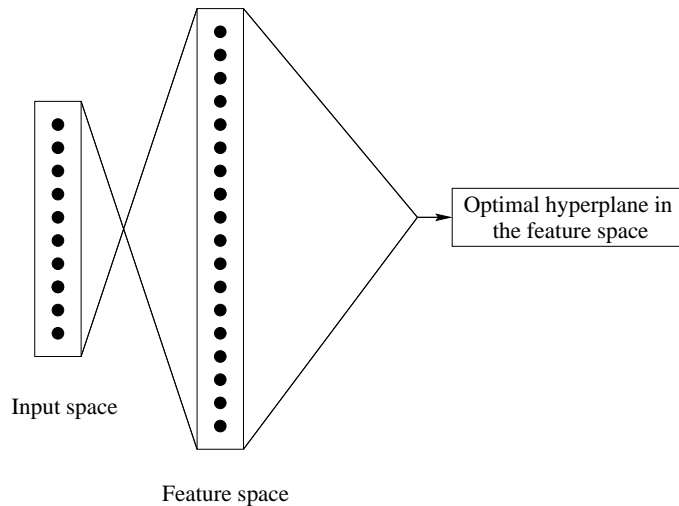 Optimal hyperplane in
the feature space
Input space
Feature space